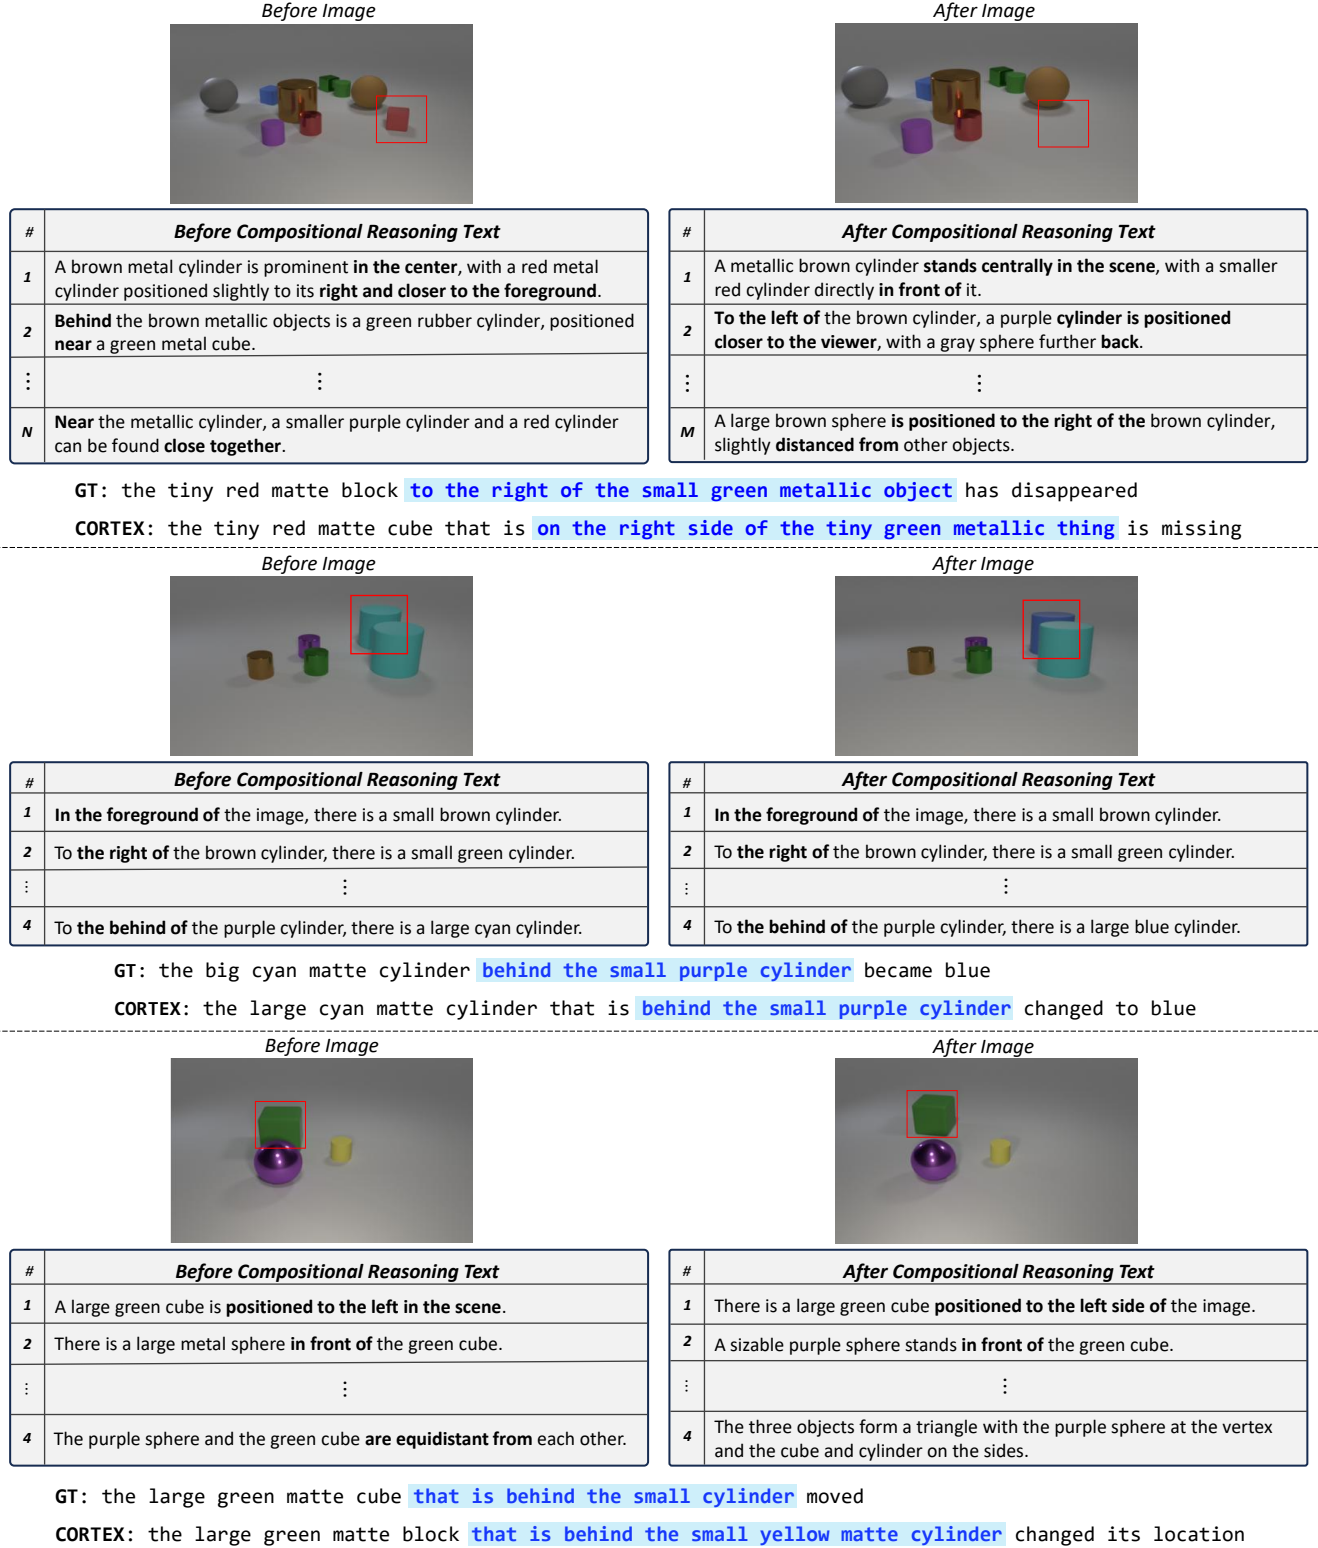 Before Image
After Image
# Before Compositional Reasoning Text
1 A brown metal cylinder is prominent in the center, with a red metal
cylinder positioned slightly to its right and closer to the foreground.
2 Behind the brown metallic objects is a green rubber cylinder, positioned
near a green metal cube.
⋮ ⋮
N Near the metallic cylinder, a smaller purple cylinder and a red cylinder
can be found close together.
# After Compositional Reasoning Text
1 A metallic brown cylinder stands centrally in the scene, with a smaller
red cylinder directly in front of it.
2 To the left of the brown cylinder, a purple cylinder is positioned
closer to the viewer, with a gray sphere further back.
⋮ ⋮
M A large brown sphere is positioned to the right of the brown cylinder,
slightly distanced from other objects.
GT: the tiny red matte block to the right of the small green metallic object has disappeared
CORTEX: the tiny red matte cube that is on the right side of the tiny green metallic thing is missing
Before Image
After Image
# Before Compositional Reasoning Text
1 In the foreground of the image, there is a small brown cylinder.
2 To the right of the brown cylinder, there is a small green cylinder.
⋮ ⋮
4 To the behind of the purple cylinder, there is a large cyan cylinder.
# After Compositional Reasoning Text
1 In the foreground of the image, there is a small brown cylinder.
2 To the right of the brown cylinder, there is a small green cylinder.
⋮ ⋮
4 To the behind of the purple cylinder, there is a large blue cylinder.
GT: the big cyan matte cylinder behind the small purple cylinder became blue
CORTEX: the large cyan matte cylinder that is behind the small purple cylinder changed to blue
Before Image
After Image
# Before Compositional Reasoning Text
1 A large green cube is positioned to the left in the scene.
2 There is a large metal sphere in front of the green cube.
⋮ ⋮
4 The purple sphere and the green cube are equidistant from each other.
# After Compositional Reasoning Text
1 There is a large green cube positioned to the left side of the image.
2 A sizable purple sphere stands in front of the green cube.
⋮ ⋮
4 The three objects form a triangle with the purple sphere at the vertex
and the cube and cylinder on the sides.
GT: the large green matte cube that is behind the small cylinder moved
CORTEX: the large green matte block that is behind the small yellow matte cylinder changed its location